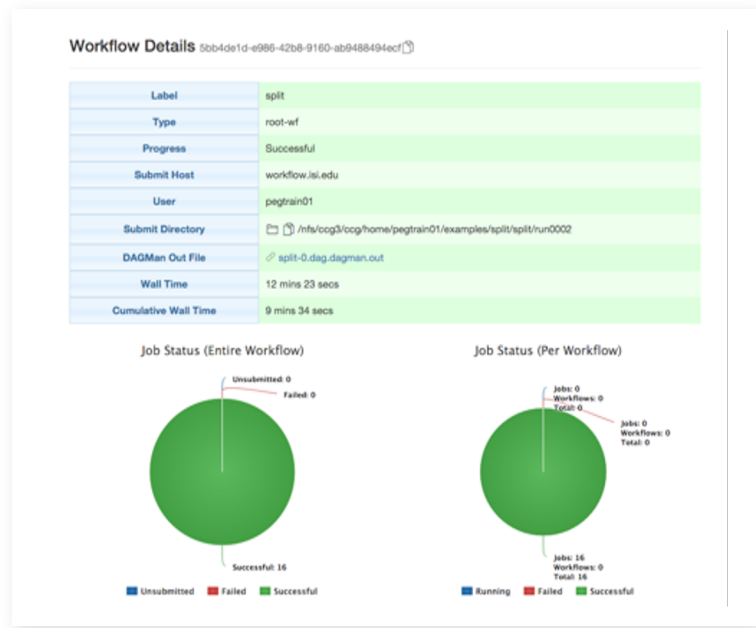 Workflow Details 5bb4de1d-e986-42b8-9160-ab9488494ecf
Label split
Type root-wf
Progress Successful
Submit Host workflow.isi.edu
User pegtrain01
Submit Directory /nfs/ccg3/ccg/home/pegtrain01/examples/split/split/run0002
DAGMan Out File split-0.dag.dagman.out
Wall Time 12 mins 23 secs
Cumulative Wall Time 9 mins 34 secs
Job Status (Entire Workflow)
Unsubmitted: 0
Failed: 0
Successful: 16
Unsubmitted Failed Successful
Job Status (Per Workflow)
Jobs: 0
Workflows: 0
Total: 0
Jobs: 0
Workflows: 0
Total: 0
Jobs: 16
Workflows: 0
Total: 16
Running Failed Successful